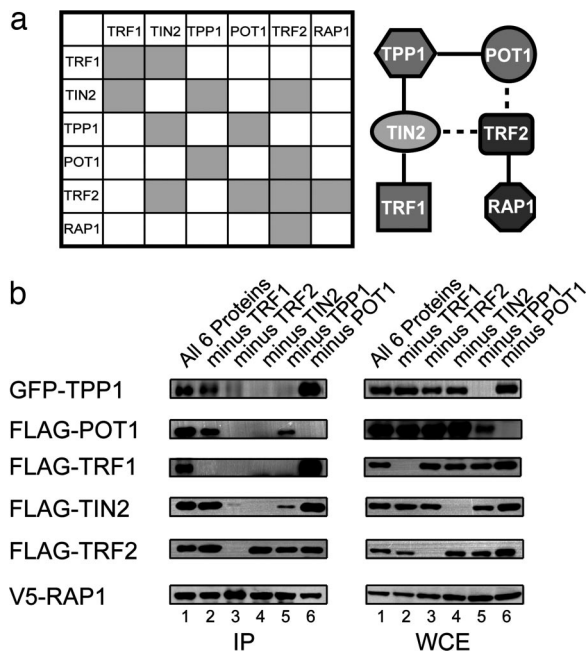 a
TRF1 TIN2 TPP1 POT1 TRF2 RAP1
TRF1
TIN2
TPP1
POT1
TRF2
RAP1
TPP1 POT1
TIN2 TRF2
TRF1 RAP1
b
All 6 Proteins minus TRF1 minus TRF2 minus TIN2 minus TPP1 minus POT1
All 6 Proteins minus TRF1 minus TRF2 minus TIN2 minus TPP1 minus POT1
GFP-TPP1
FLAG-POT1
FLAG-TRF1
FLAG-TIN2
FLAG-TRF2
V5-RAP1
1 2 3 4 5 6 1 2 3 4 5 6
IP WCE